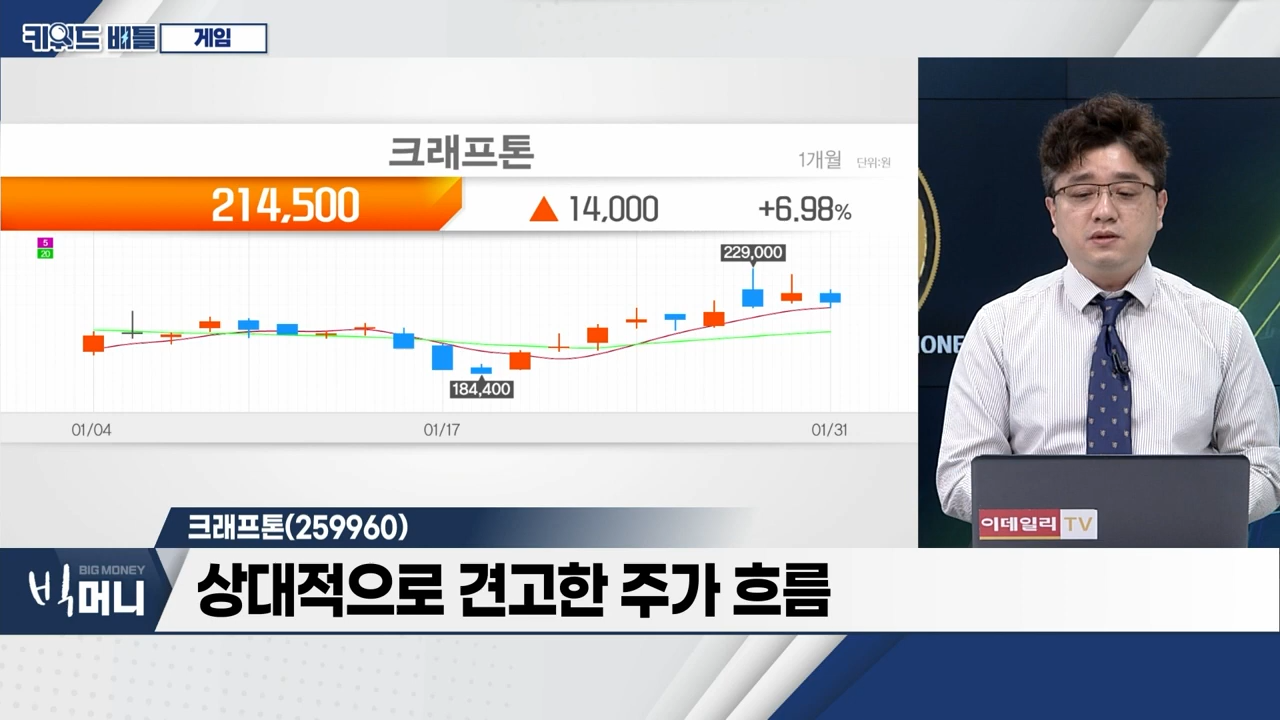 키워드 배틀 게임
크래프톤
1개월 단위:원
214,500 ▲ 14,000 +6.98%
5
20
229,000
184,400
01/04 01/17 01/31
ONE
이데일리TV
크래프톤(259960)
BIG MONEY
빅머니
상대적으로 견고한 주가 흐름